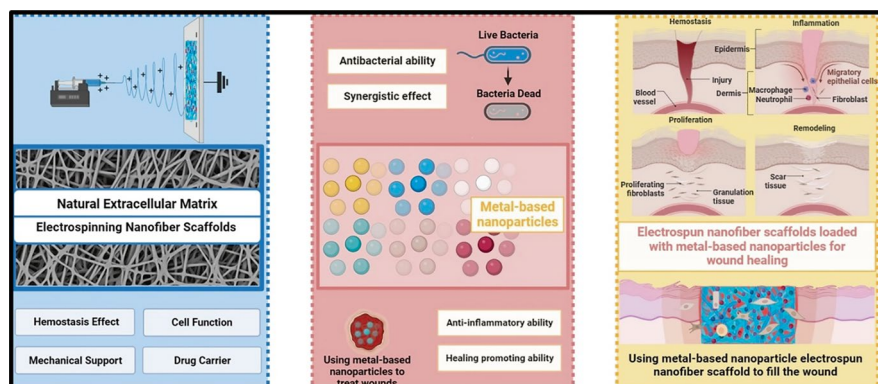 Natural Extracellular Matrix
Electrospinning Nanofiber Scaffolds
Hemostasis Effect
Cell Function
Mechanical Support
Drug Carrier
Antibacterial ability
Synergistic effect
Live Bacteria
Bacteria Dead
Metal-based
nanoparticles
Using metal-based
nanoparticles to
treat wounds
Anti-inflammatory ability
Healing promoting ability
Hemostasis
Inflammation
Epidermis
Injury
Dermis
Blood
vessel
Migratory
epithelial cells
Macrophage
Neutrophil
Fibroblast
Proliferation
Remodeling
Proliferating
fibroblasts
Granulation
tissue
Scar
tissue
Electrospun nanofiber scaffolds loaded
with metal-based nanoparticles for
wound healing
Using metal-based nanoparticle electrospun
nanofiber scaffold to fill the wound